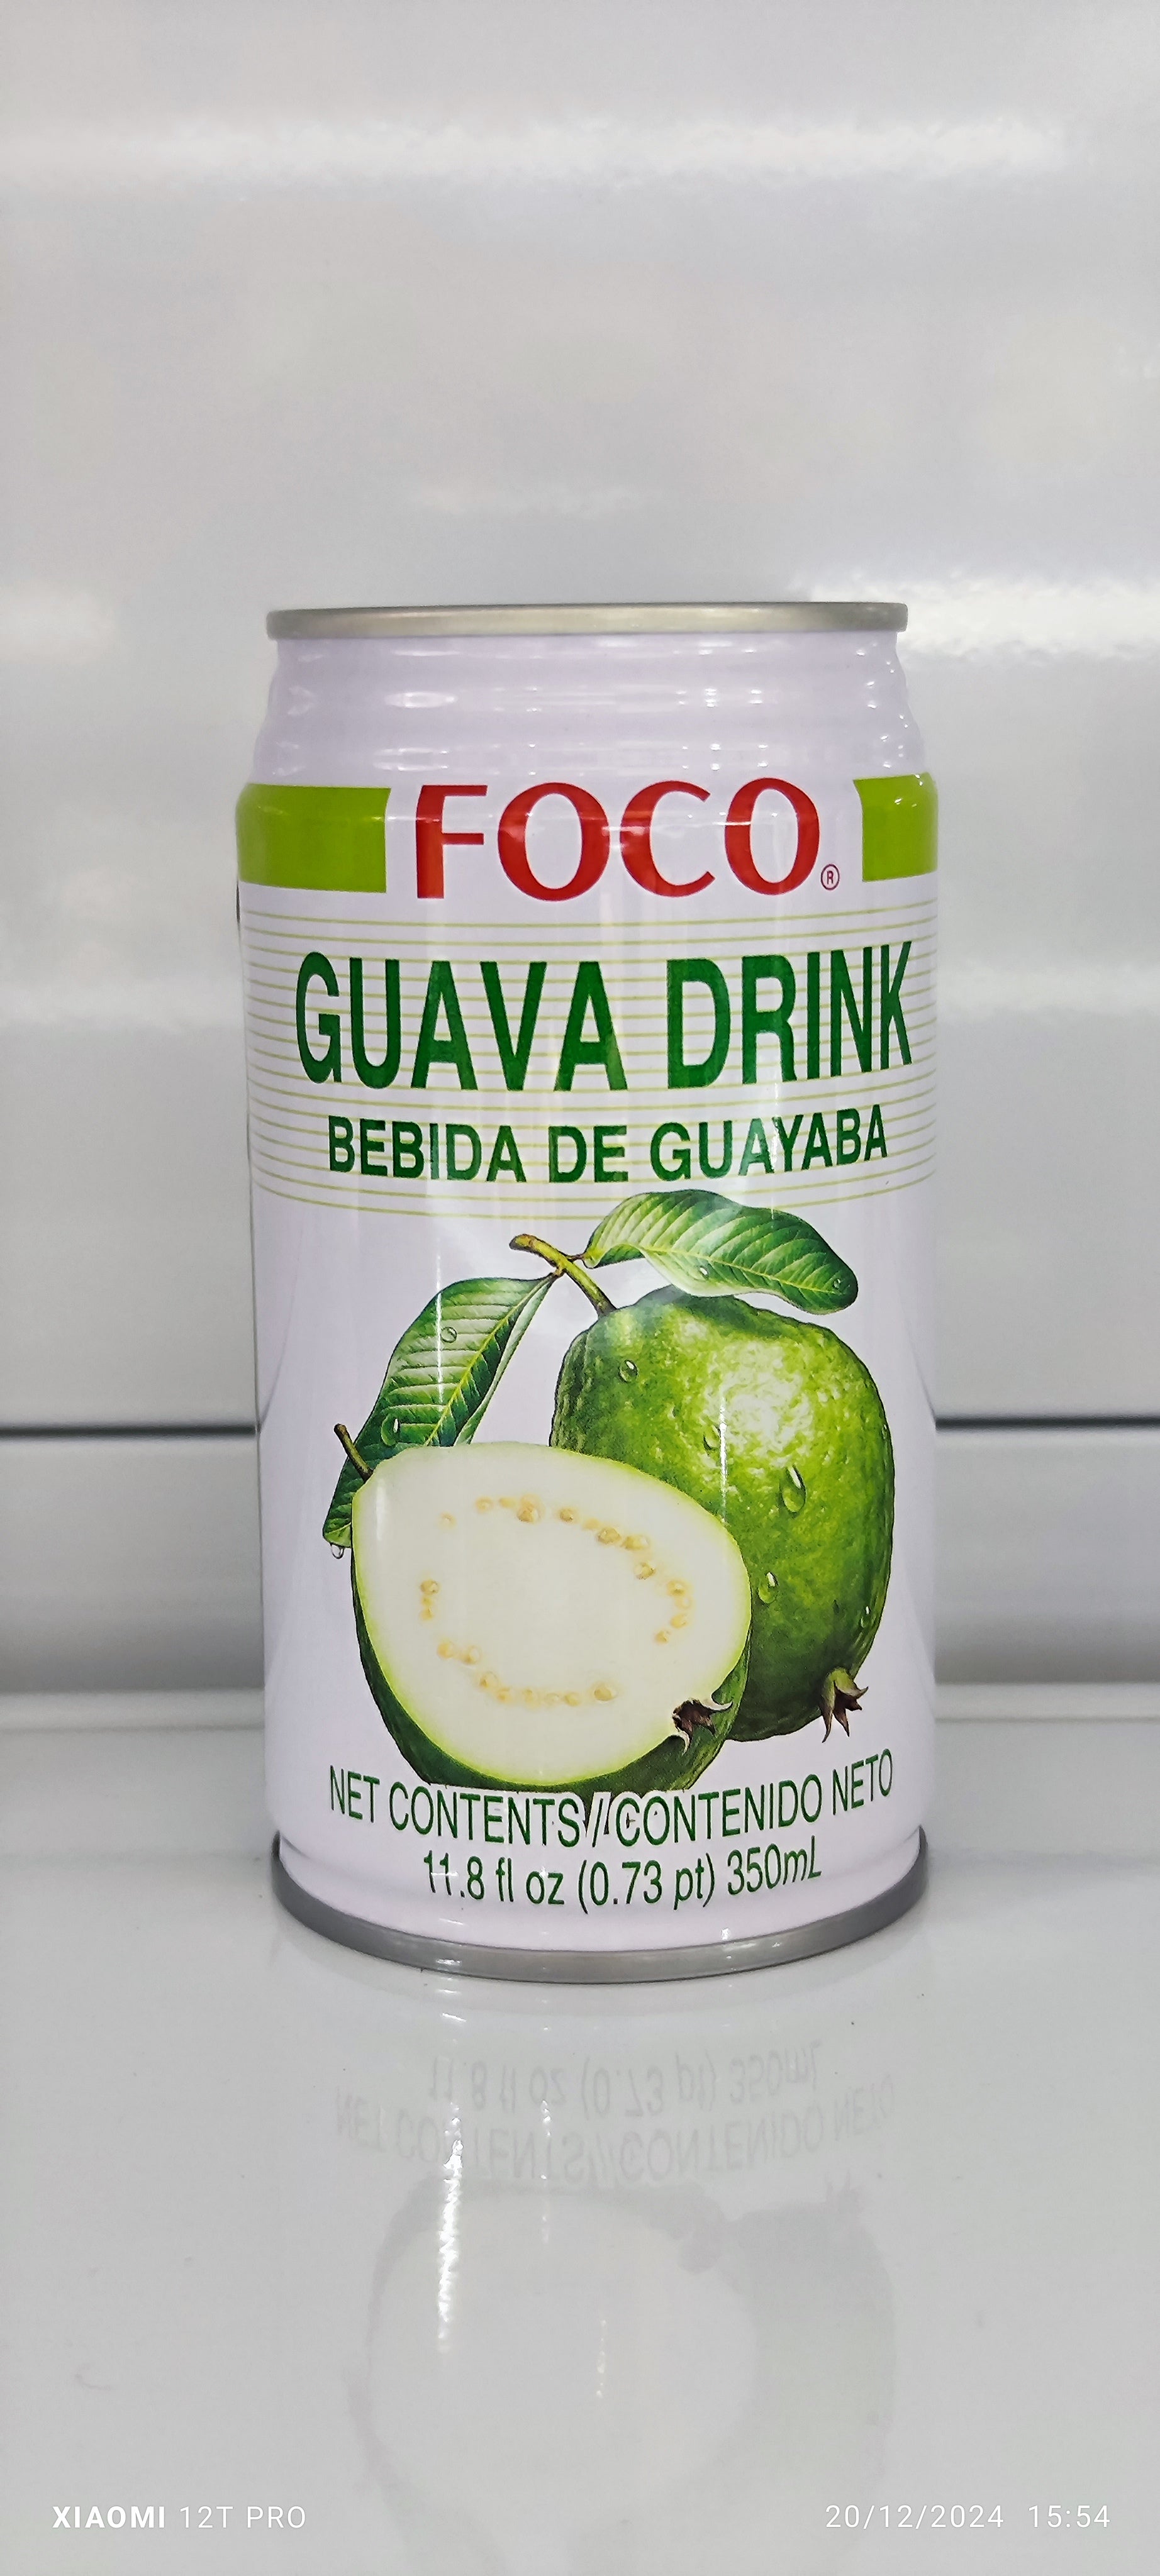 FOCO®
GUAVA DRINK
BEBIDA DE GUAYABA
NET CONTENTS//CONTENIDO NETO
11.8 fl oz (0.73 pt) 350mL
XIAOMI 12T PRO
20/12/2024 15:54